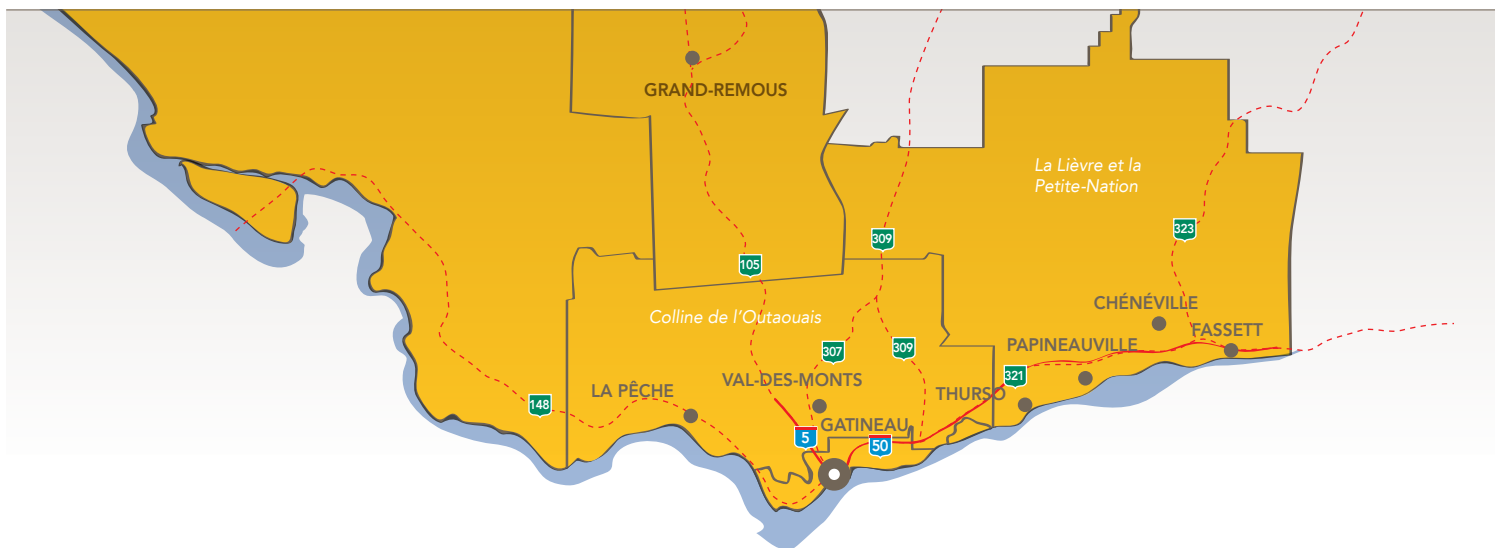 GRAND-REMOUS
La Lièvre et la
Petite-Nation
323
309
105
CHÉNÉVILLE
Colline de l'Outaouais
FASSETT
PAPINEAUVILLE
307
309
321
VAL-DES-MONTS
LA PÊCHE
THURSO
148
GATINEAU
5
50